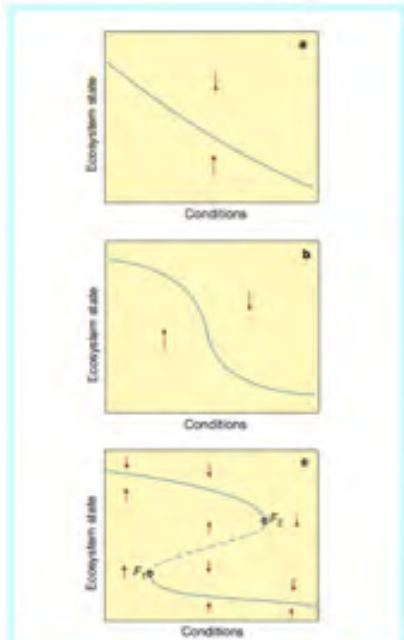 a
Ecosystem state
Conditions
b
Ecosystem state
Conditions
c
Ecosystem state
F₂
F₁
Conditions